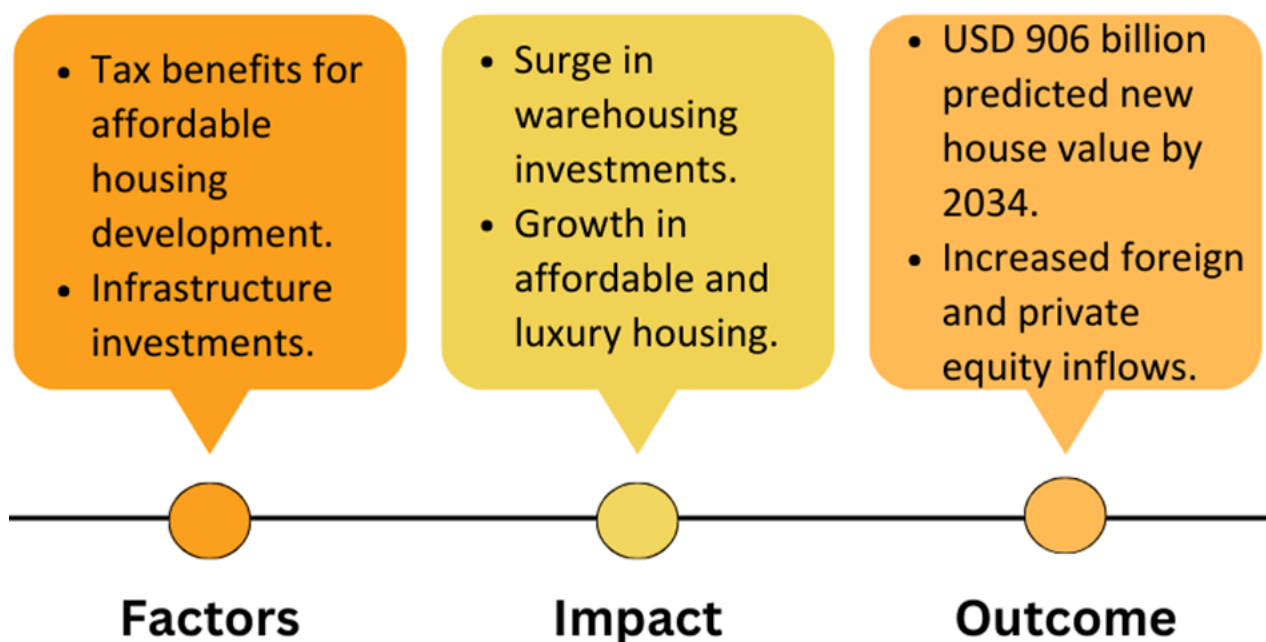 • Tax benefits for
affordable
housing
development.
• Infrastructure
investments.
• Surge in
warehousing
investments.
• Growth in
affordable and
luxury housing.
• USD 906 billion
predicted new
house value by
2034.
• Increased foreign
and private
equity inflows.
Factors
Impact
Outcome